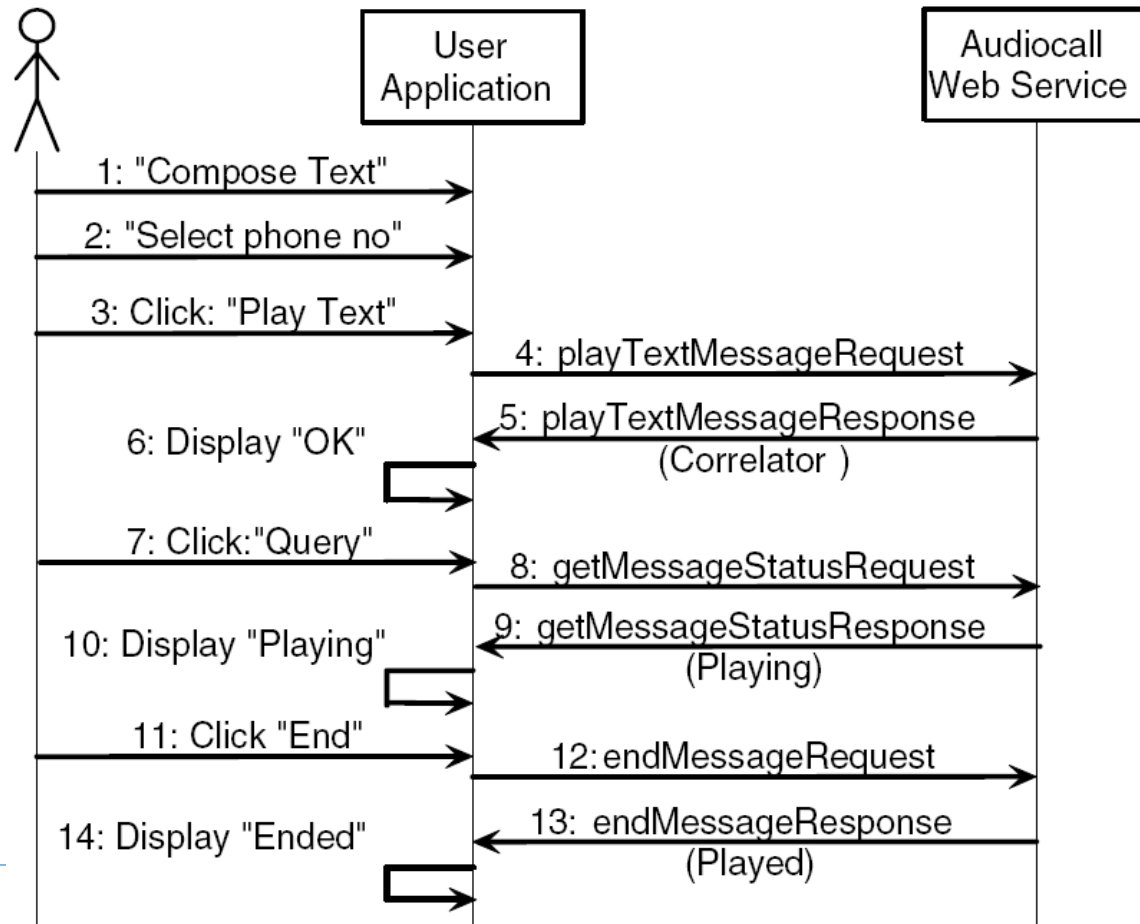 User
Application
Audiocall
Web Service
1: "Compose Text"
2: "Select phone no"
3: Click: "Play Text"
4: playTextMessageRequest
5: playTextMessageResponse
(Correlator )
6: Display "OK"
7: Click:"Query"
8: getMessageStatusRequest
9: getMessageStatusResponse
(Playing)
10: Display "Playing"
11: Click "End"
12: endMessageRequest
13: endMessageResponse
(Played)
14: Display "Ended"